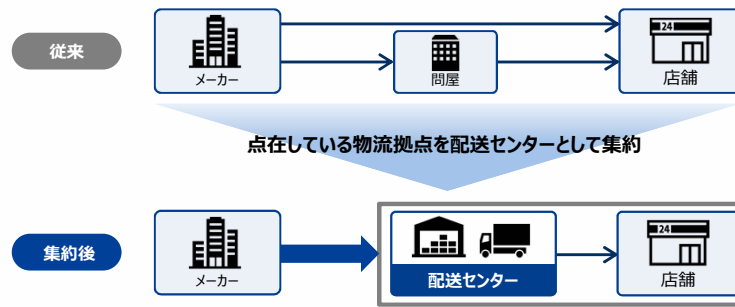 従来
メーカー
問屋
24
店舗
点在している物流拠点を配送センターとして集約
集約後
メーカー
配送センター
24
店舗